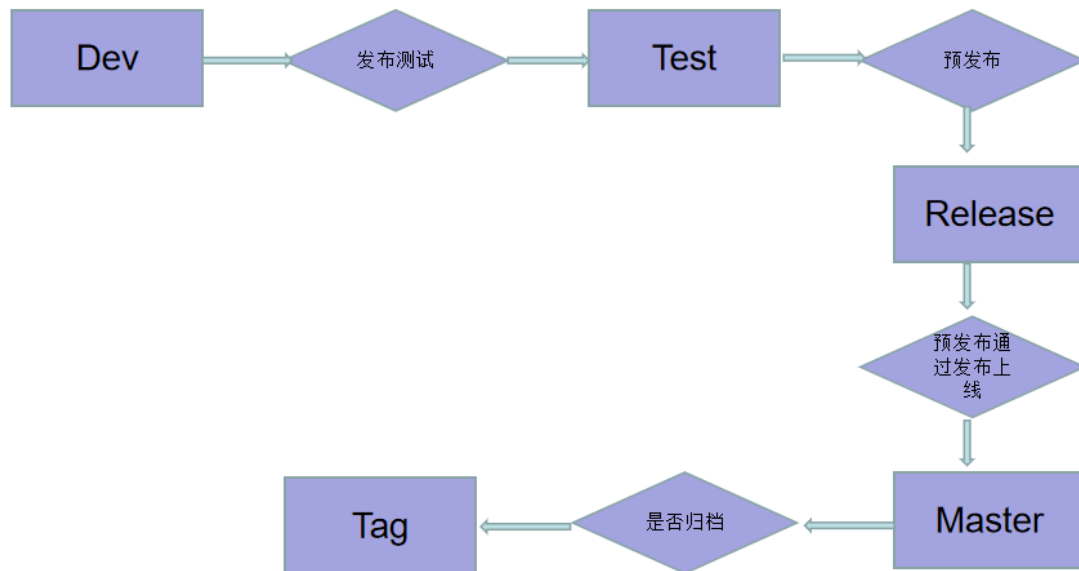 Dev
发布测试
Test
预发布
Release
预发布通
过发布上
线
Master
是否归档
Tag